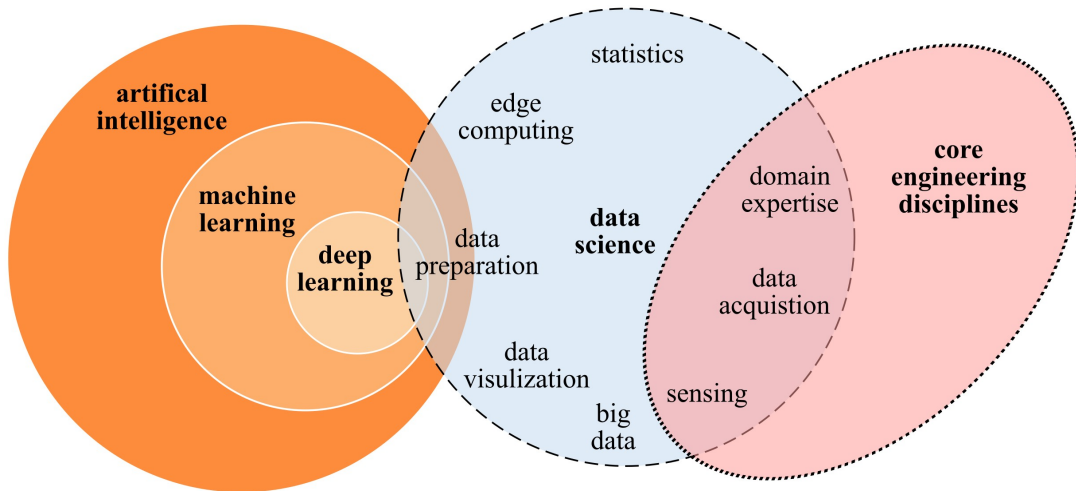 artifical
intelligence
machine
learning
deep
learning
statistics
edge
computing
data
preparation
data
science
data
visulization
big
data
domain
expertise
data
acquistion
sensing
core
engineering
disciplines